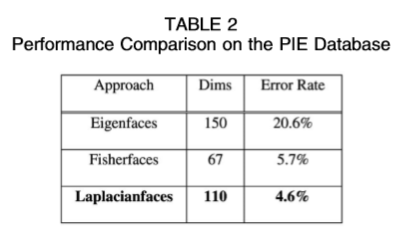 TABLE 2
Performance Comparison on the PIE Database
Approach Dims Error Rate
Eigenfaces 150 20.6%
Fisherfaces 67 5.7%
Laplacianfaces 110 4.6%